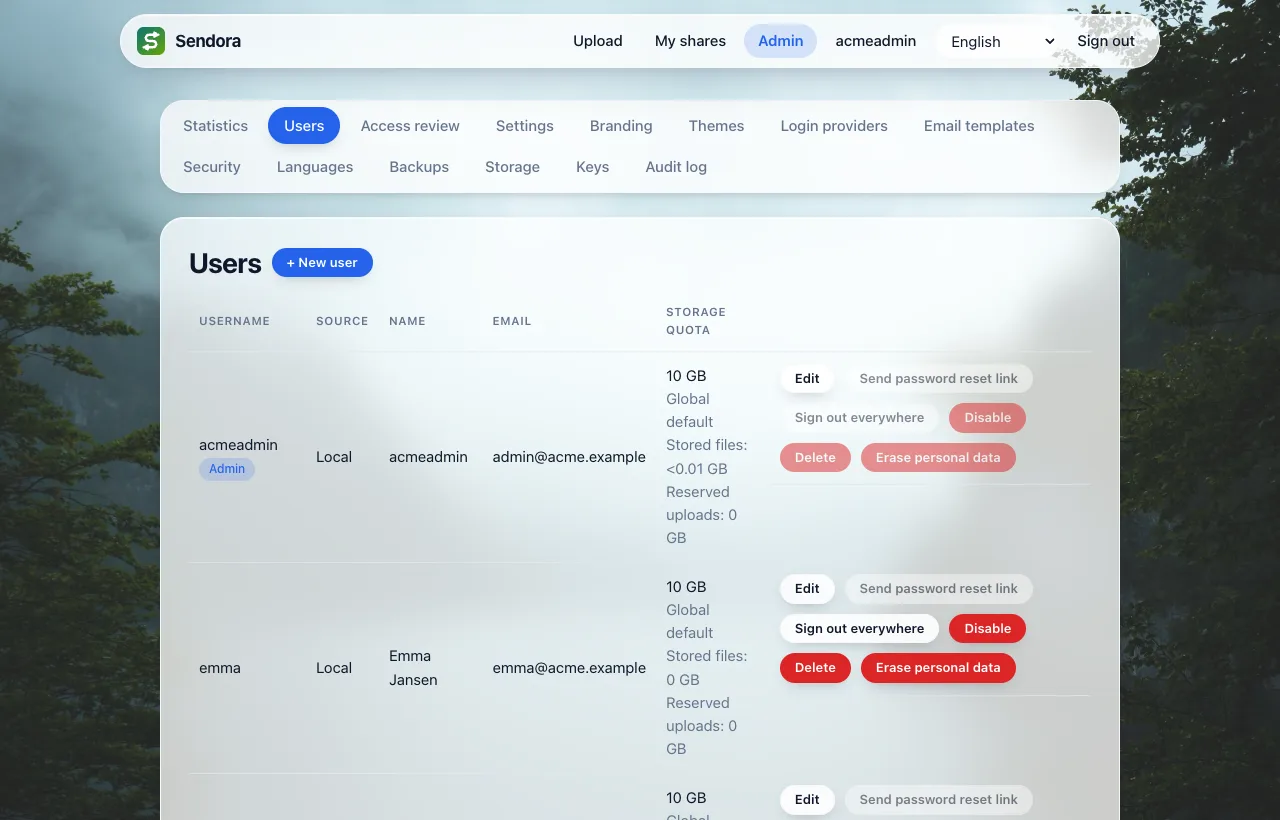 Sendora
Upload
My shares
Admin
acmeadmin
English
Sign out
Statistics
Users
Access review
Settings
Branding
Themes
Login providers
Email templates
Security
Languages
Backups
Storage
Keys
Audit log
Users
+ New user
USERNAME
SOURCE
NAME
EMAIL
STORAGE
QUOTA
acmeadmin
Admin
Local
acmeadmin
admin@acme.example
10 GB
Global
default
Stored files:
<0.01 GB
Reserved
uploads: 0
GB
Edit
Send password reset link
Sign out everywhere
Disable
Delete
Erase personal data
emma
Local
Emma
Jansen
emma@acme.example
10 GB
Global
default
Stored files:
0 GB
Reserved
uploads: 0
GB
Edit
Send password reset link
Sign out everywhere
Disable
Delete
Erase personal data
10 GB
Global
Edit
Send password reset link